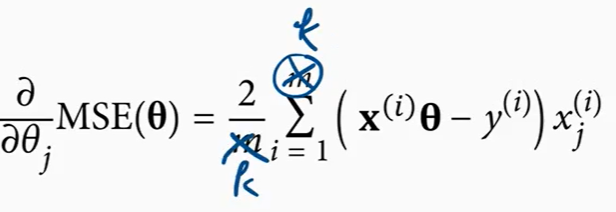 k
∂/∂θ_j MSE(θ) = 2/m ∑_{i = 1}^{m} ( x^{(i)}θ − y^{(i)} ) x_j^{(i)}
k